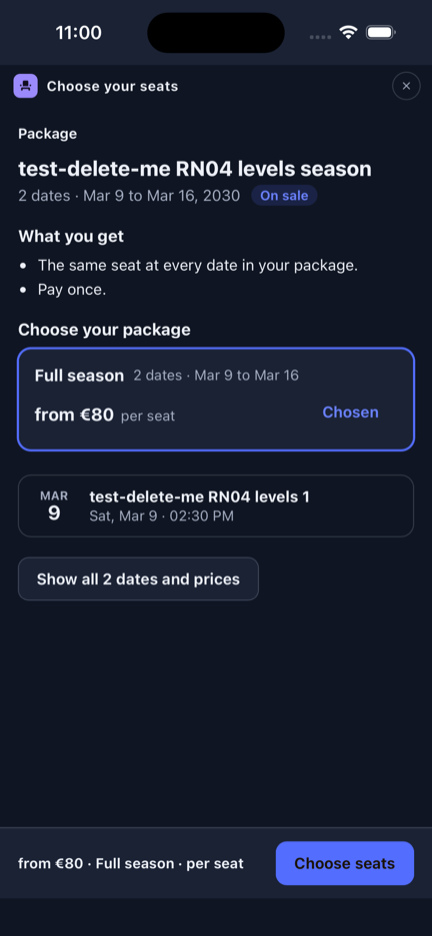 11:00
Choose your seats
Package
test-delete-me RN04 levels season
2 dates · Mar 9 to Mar 16, 2030 On sale
What you get
• The same seat at every date in your package.
• Pay once.
Choose your package
Full season 2 dates · Mar 9 to Mar 16
from €80 per seat Chosen
MAR
9
test-delete-me RN04 levels 1
Sat, Mar 9 · 02:30 PM
Show all 2 dates and prices
from €80 · Full season · per seat Choose seats